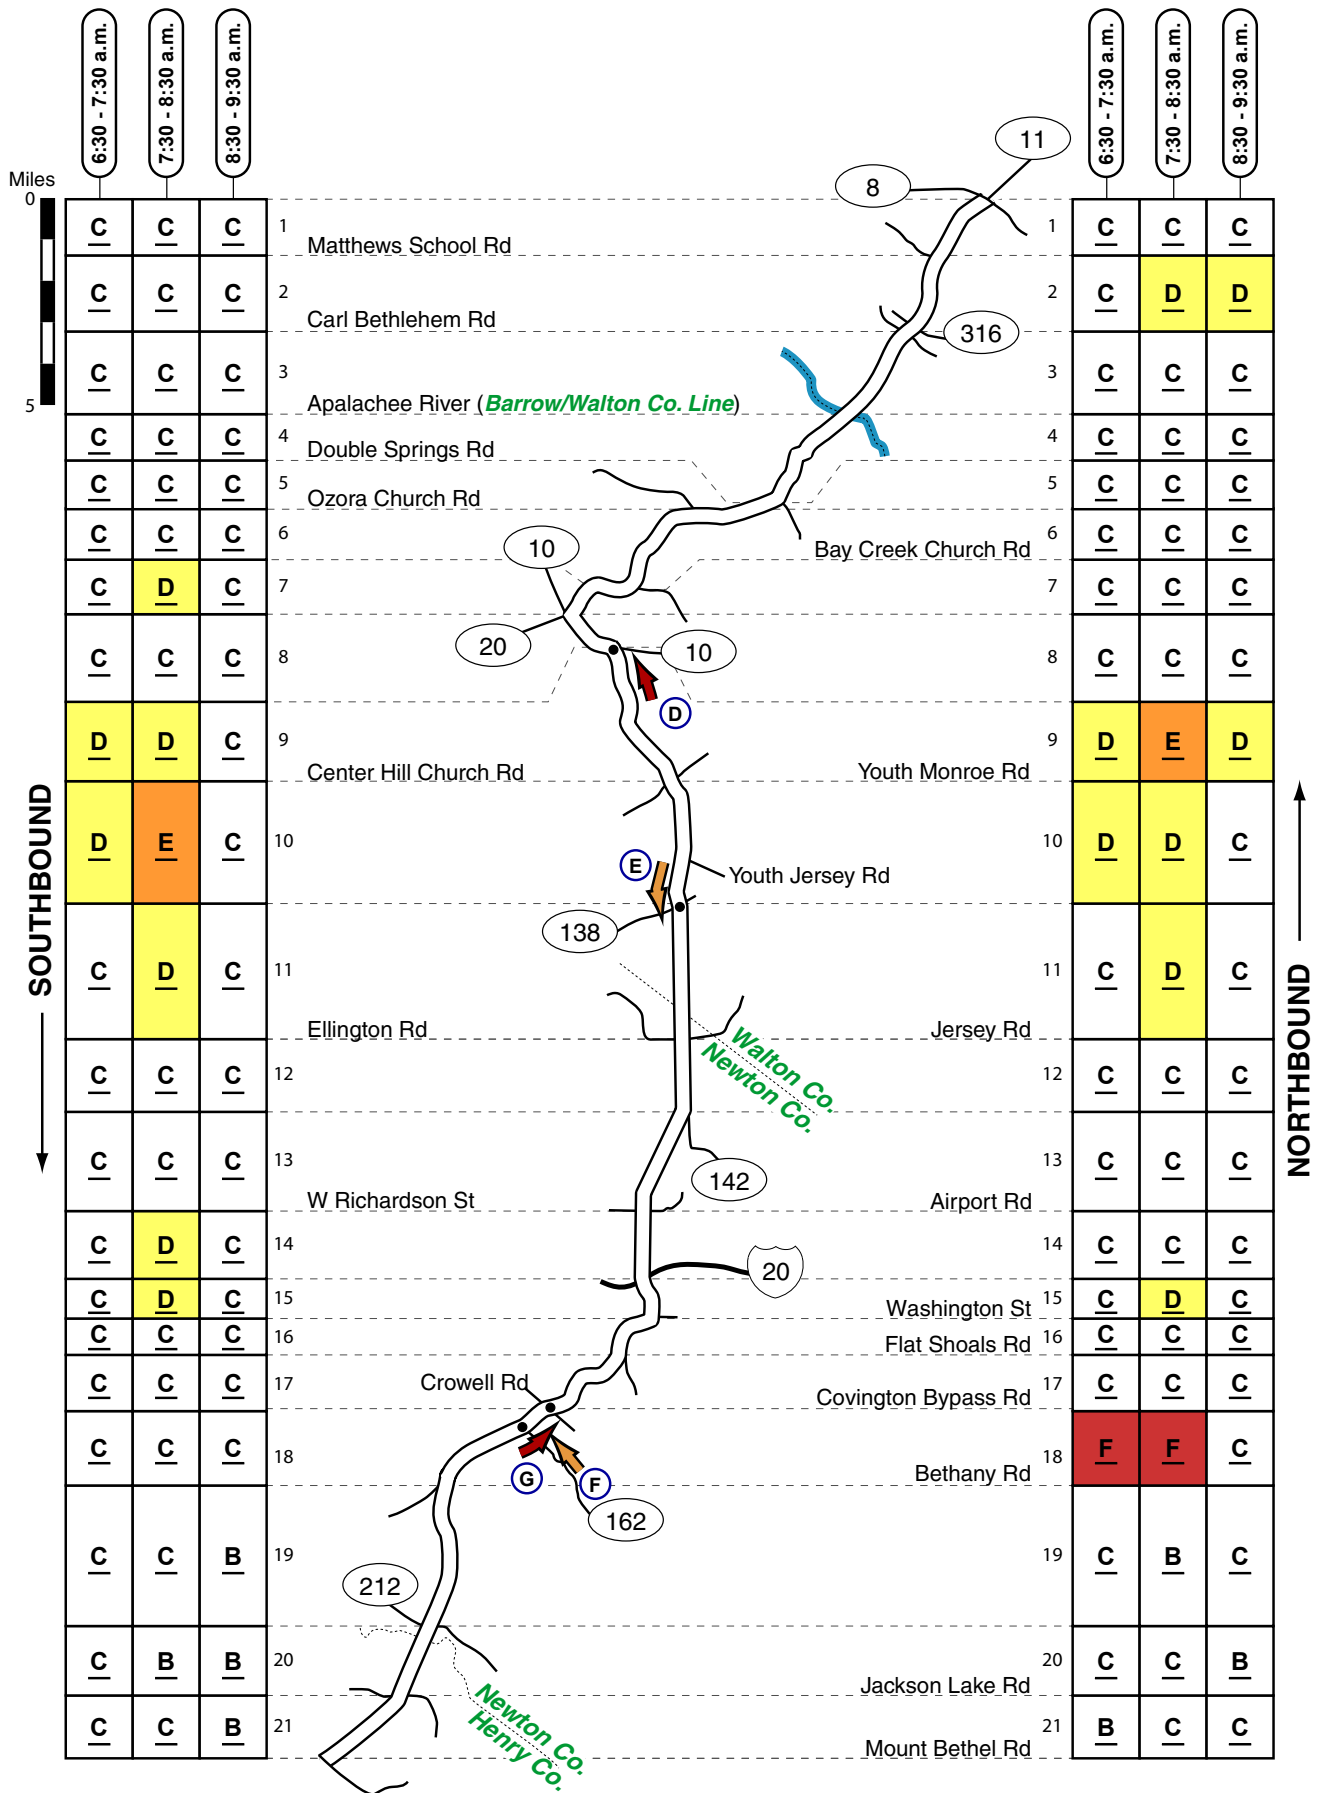 6:30 - 7:30 a.m. 7:30 - 8:30 a.m. 8:30 - 9:30 a.m. 6:30 - 7:30 a.m. 7:30 - 8:30 a.m. 8:30 - 9:30 a.m.
11
8
Miles
0
C C C 1 1 C C C
Matthews School Rd
C C C 2 2 C D D
Carl Bethlehem Rd
316
C C C 3 3 C C C
5
Apalachee River (Barrow/Walton Co. Line)
C C C 4 4 C C C
Double Springs Rd
C C C 5 5 C C C
Ozora Church Rd
C C C 6 6 C C C
10
Bay Creek Church Rd
C D C 7 7 C C C
20
10
C C C 8 8 C C C
D
D D C 9 9 D E D
Center Hill Church Rd Youth Monroe Rd
D E C 10 10 D D C
E
Youth Jersey Rd
138
C D C 11 11 C D C
Ellington Rd Jersey Rd
Walton Co.
Newton Co.
C C C 12 12 C C C
C C C 13 13 C C C
142
W Richardson St Airport Rd
C D C 14 14 C C C
20
C D C 15 15 C D C
Washington St
C C C 16 16 C C C
Flat Shoals Rd
C C C 17 17 C C C
Crowell Rd
Covington Bypass Rd
C C C 18 18 F F C
G
F
Bethany Rd
162
C C B 19 19 C B C
212
C B B 20 20 C C B
Jackson Lake Rd
Newton Co.
Henry Co.
C C B 21 21 B C C
Mount Bethel Rd
SOUTHBOUND
NORTHBOUND